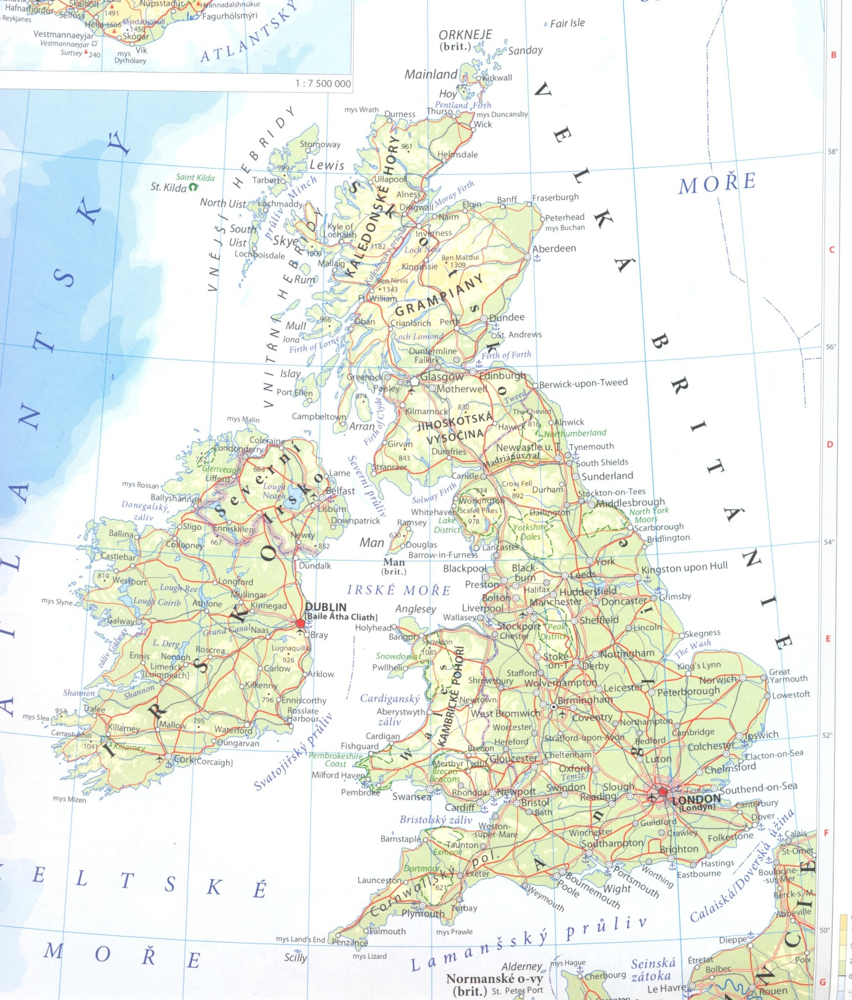 Hafnarfjörður
Skálholt
Selfoss
Hella
1491
1666
Mýrdalsjökull
1450
Skógar
Núpsstaður
Hvannadalshnúkur
Fagurhólsmýri
Reykjanes
Vestmannaeyjar
Vestmannaeyjar
Surtsey
240
mys
Dyrhólaey
Vík
ATLANTSKÝ
1 : 7 500 000
ORKNEJE
(brit.)
Fair Isle
Sanday
Mainland
Kirkwall
477
Hoy
Pentland Firth
mys Wrath
Durness
Thurso
mys Duncansby
Wick
961
Helmsdale
VNĚJŠÍ HEBRIDY
Stornoway
Lewis
799
Tarbert
Saint Kilda
St. Kilda
průliv Minch
Ullapool
KALEDONSKÉ HORY
Alness
Moray Firth
North Uist
Lochmaddy
Dingwall
Elgin
Banff
Fraserburgh
Nairn
Peterhead
mys Buchan
South
Uist
Skye
Kyle of
Lochalsh
Inverness
Lochboisdale
1009
1182
Kaledonský průplav
Loch Ness
Ben Macdui
1309
Aberdeen
Mallaig
Kingussie
Rum
Ben Nevis
1343
Ft. William
GRAMPIANY
VNITŘNÍ HEBRIDY
Mull
966
Oban
Crianlarich
Perth
Dundee
Iona
Firth of Lorne
Loch Lomond
St. Andrews
Dunfermline
Falkirk
Firth of Forth
Islay
Greenock
Glasgow
Edinburgh
Port Ellen
Paisley
Motherwell
Berwick-upon-Tweed
874
Tweed
Kilmarnock
830
The Cheviot
816
Campbeltown
Arran
Firth of Clyde
JIHOSKOTSKÁ
VYSOČINA
Hawick
Alnwick
Northumberland
mys Malin
Girvan
843
Dumfries
Newcastle u. T.
Tynemouth
Hadriánův val
South Shields
Stranraer
Carlisle
Sunderland
Skotsko
Coleraine
Londonderry
752
Glenveagh
683
Lifford
Severní Irsko
Larne
Severní průliv
mys Rossan
Lough
Neagh
Belfast
Solway Firth
934
Cross Fell
892
Durham
Ballyshannon
Lisburn
Workington
Stockton-on-Tees
Donegalský
záliv
Whitehaven
Scafell Pikes
978
Darlington
Middlesbrough
Sligo
Enniskillen
Downpatrick
Ramsey
Lake
District
North York
Moors
Ballina
667
Newry
852
620
Yorkshire
Dales
Scarborough
Collooney
Man
Douglas
Lancaster
Bridlington
Castlebar
Barrow-in-Furness
Dundalk
Man
(brit.)
Blackpool
Black-
burn
York
Kingston upon Hull
819
Westport
Longford
Leeds
Lough Ree
IRSKÉ MOŘE
Preston
Halifax
Huddersfield
Mullingar
Bolton
Manchester
Doncaster
Grimsby
mys Slyne
Lough Coirib
Athlone
Kinnegad
DUBLIN
[Baile Átha Cliath]
Anglesey
Liverpool
Wallasey
Stockport
Sheffield
Galway
Grand Canal
Naas
Bray
Holyhead
Chester
Peak
District
Lincoln
Skegness
záliv Galway
Bangor
Snowdon
1085
The Wash
L. Derg
Roscrea
Lugnaquilla
926
Snowdonia
Stoke-
-on-T.
Nottingham
Ennis
Nenagh
Pwllheli
Derby
King's Lynn
Limerick
[Luimneach]
Carlow
Arklow
Stafford
Great
Yarmouth
Shrewsbury
Wolverhampton
Leicester
Norwich
Kilkenny
Peterborough
Lowestoft
Shannon
Shannon
796
Enniscorthy
Cardiganský
záliv
Newtown
Birmingham
953
Tralee
Rosslare
Harbour
Aberystwyth
West Bromwich
Coventry
mys Slea
795
Killarney
Mallow
Waterford
KAMBRICKÉ POHOŘÍ
Worcester
Northampton
Cambridge
Carrantuohill
1041
Killarney
Dungarvan
Cardigan
Stratford-upon-Avon
Bedford
Ipswich
Fishguard
Hereford
Colchester
Cork[Corcaigh]
Pembrokeshire
Coast
Brecon
Merthyr Tydfil
Gloucester
Cheltenham
Luton
Clacton-on-Sea
Svatojiřský průliv
Brecon
Beacons
Oxford
Chelmsford
Milford Haven
Temže
Pembroke
Rhondda
Newport
Swindon
Slough
Temže
Southend-on-Sea
mys Mizen
Swansea
Cardiff
Bristol
Reading
LONDON
(Londýn)
Canterbury
Bath
Dover
Bristolský záliv
Weston-
-super-Mare
Guildford
Crawley
Folkestone
Calais
Barnstaple
Taunton
Exmoor
Winchester
Southampton
Brighton
St-Omer
Cornwallský pol.
Hastings
Dartmoor
621
Exeter
Eastbourne
Boulogne-
-sur-Mer
Launceston
Portsmouth
Worthing
Wight
Bournemouth
Poole
Weymouth
Berck-s.-M.
Plymouth
Torbay
Calaiská/Doverská úžina
Abbeville
Falmouth
mys Prawle
mys Land's End
Penzance
Dieppe
mys Lizard
Scilly
Lamanšský průliv
Alderney
mys Hague
Cherbourg
Seinská
zátoka
Étretat
Bolbec
Poix
Normanské o-vy
(brit.)
St. Peter Port
Le Havre
Rouen
Wales
Anglie
IRSKO
VELKÁ BRITÁNIE
MOŘE
ATLANTSKÝ
KELTSKÉ
MOŘE
B
58°
C
56°
D
54°
E
52°
F
50°
G